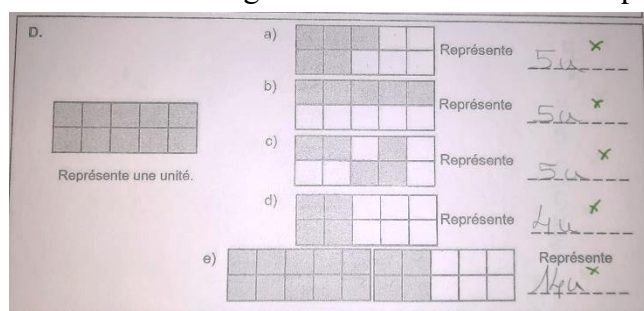 D.
a) Représente 5u x
b) Représente 5u x
c) Représente 5u x
d) Représente 4u x
Représente une unité.
e) Représente 14u x